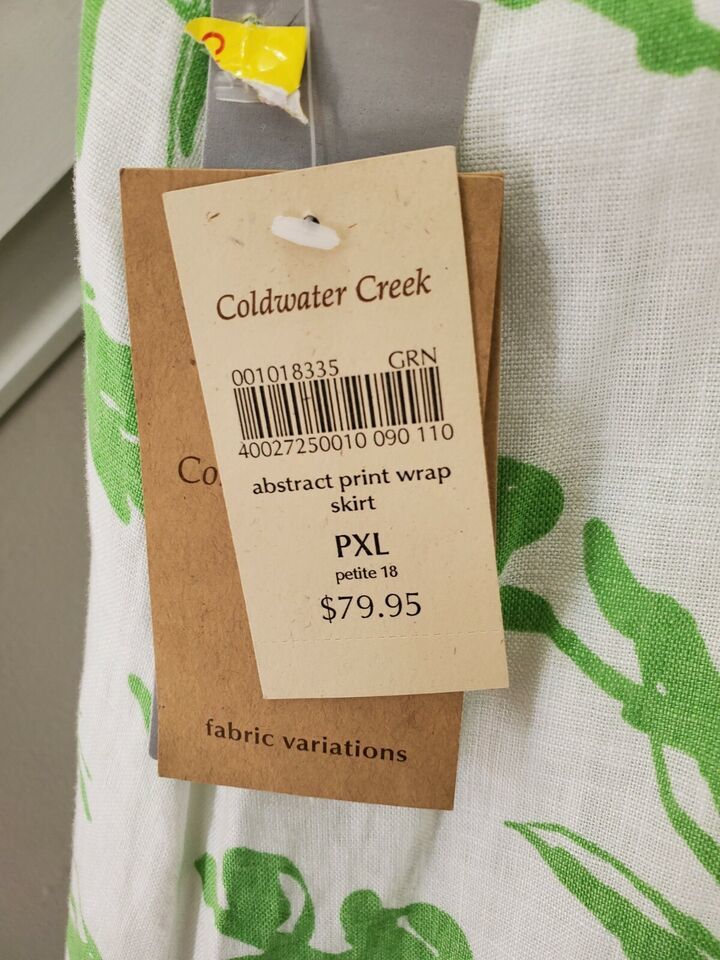 Coldwater Creek
001018335 GRN
40027250010 090 110
abstract print wrap
skirt
PXL
petite 18
$79.95
Co
fabric variations